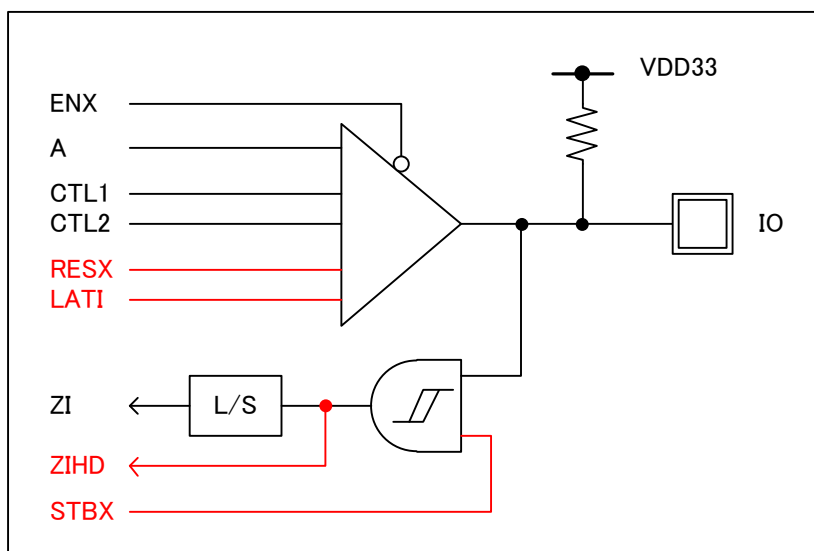 VDD33
ENX
A
CTL1
CTL2
IO
RESX
LATI
ZI
L/S
ZIHD
STBX